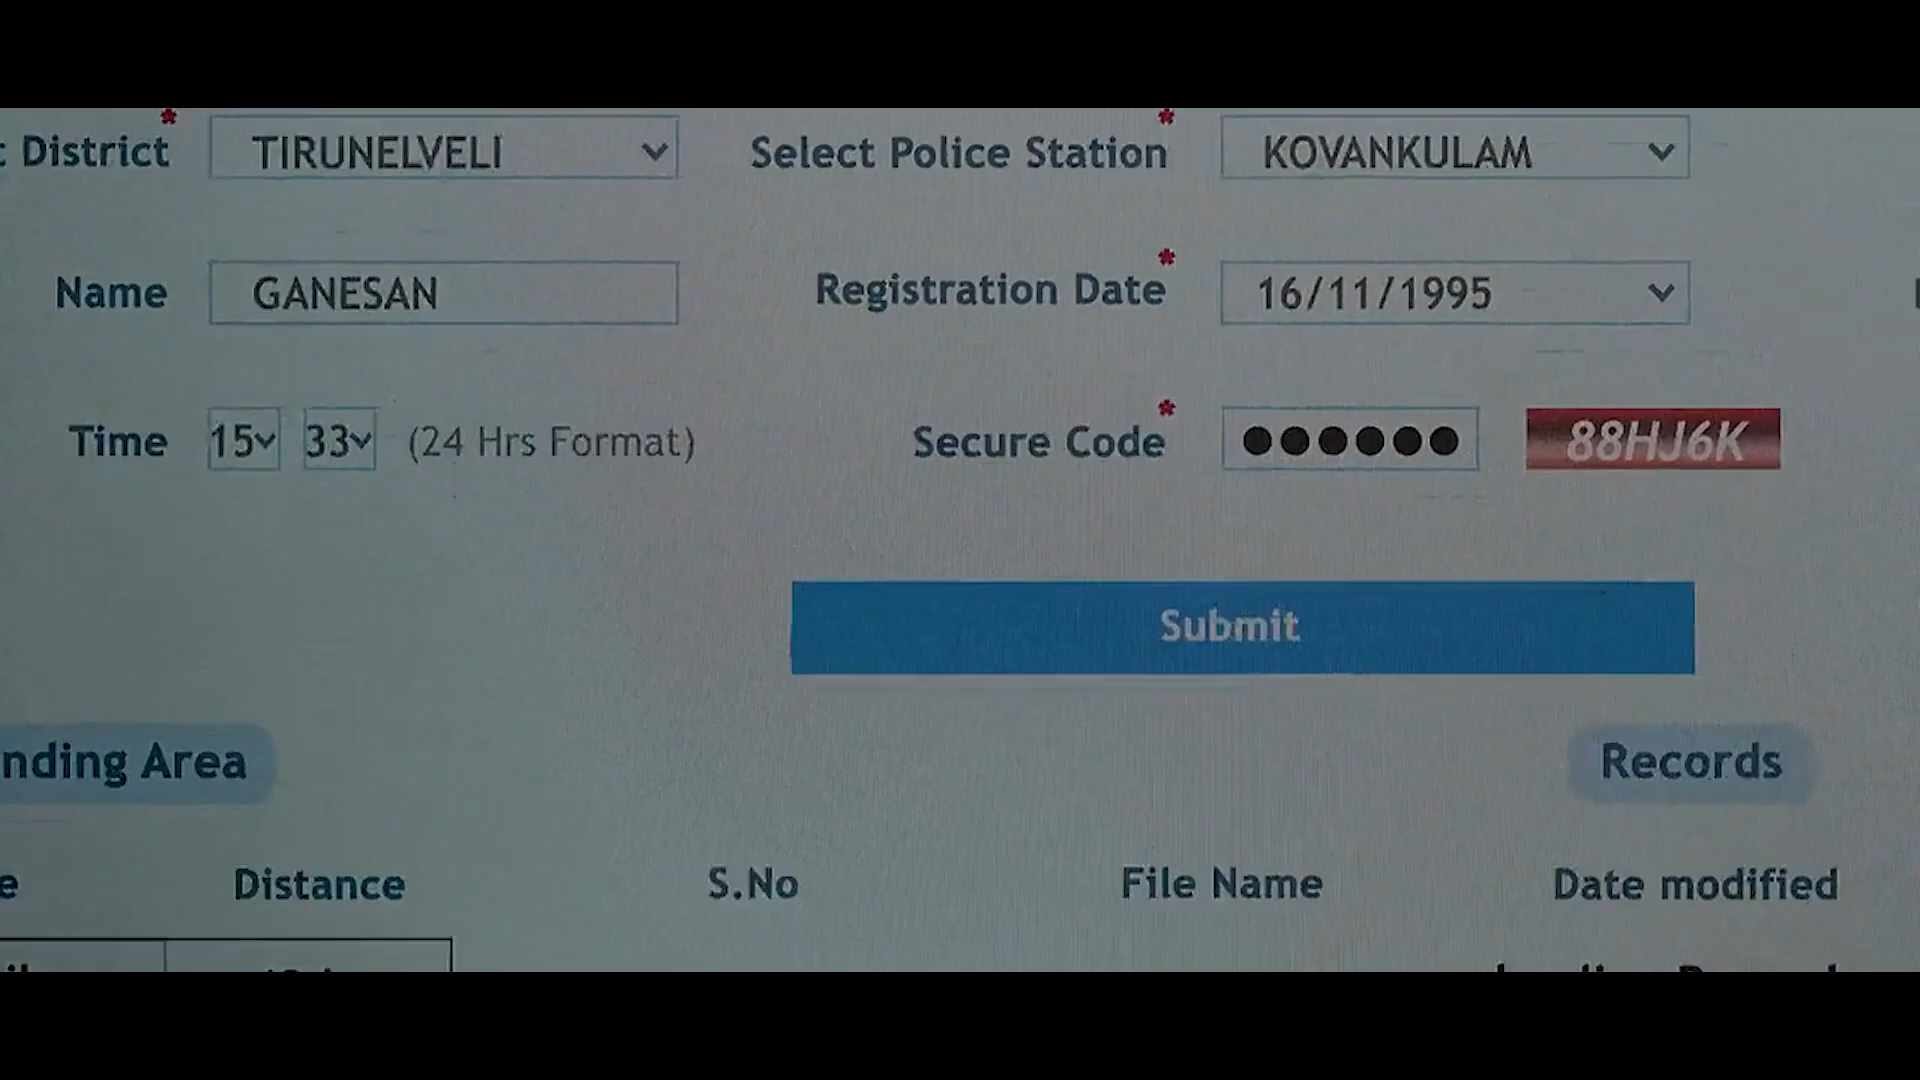 District * TIRUNELVELI Select Police Station * KOVANKULAM
Name GANESAN Registration Date * 16/11/1995
Time 15 33 (24 Hrs Format) Secure Code * ●●●●●● 88HJ6K
Submit
nding Area Records
e Distance S.No File Name Date modified